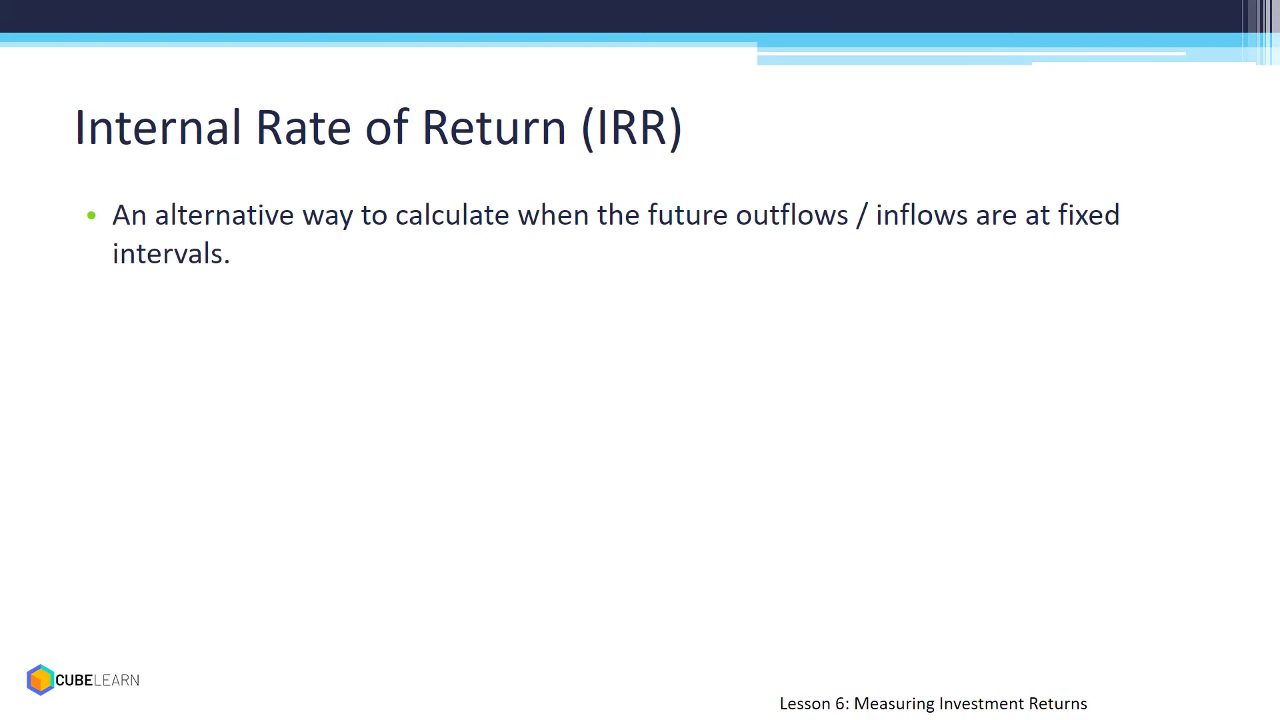 Internal Rate of Return (IRR)
• An alternative way to calculate when the future outflows / inflows are at fixed
intervals.
CUBELEARN
Lesson 6: Measuring Investment Returns